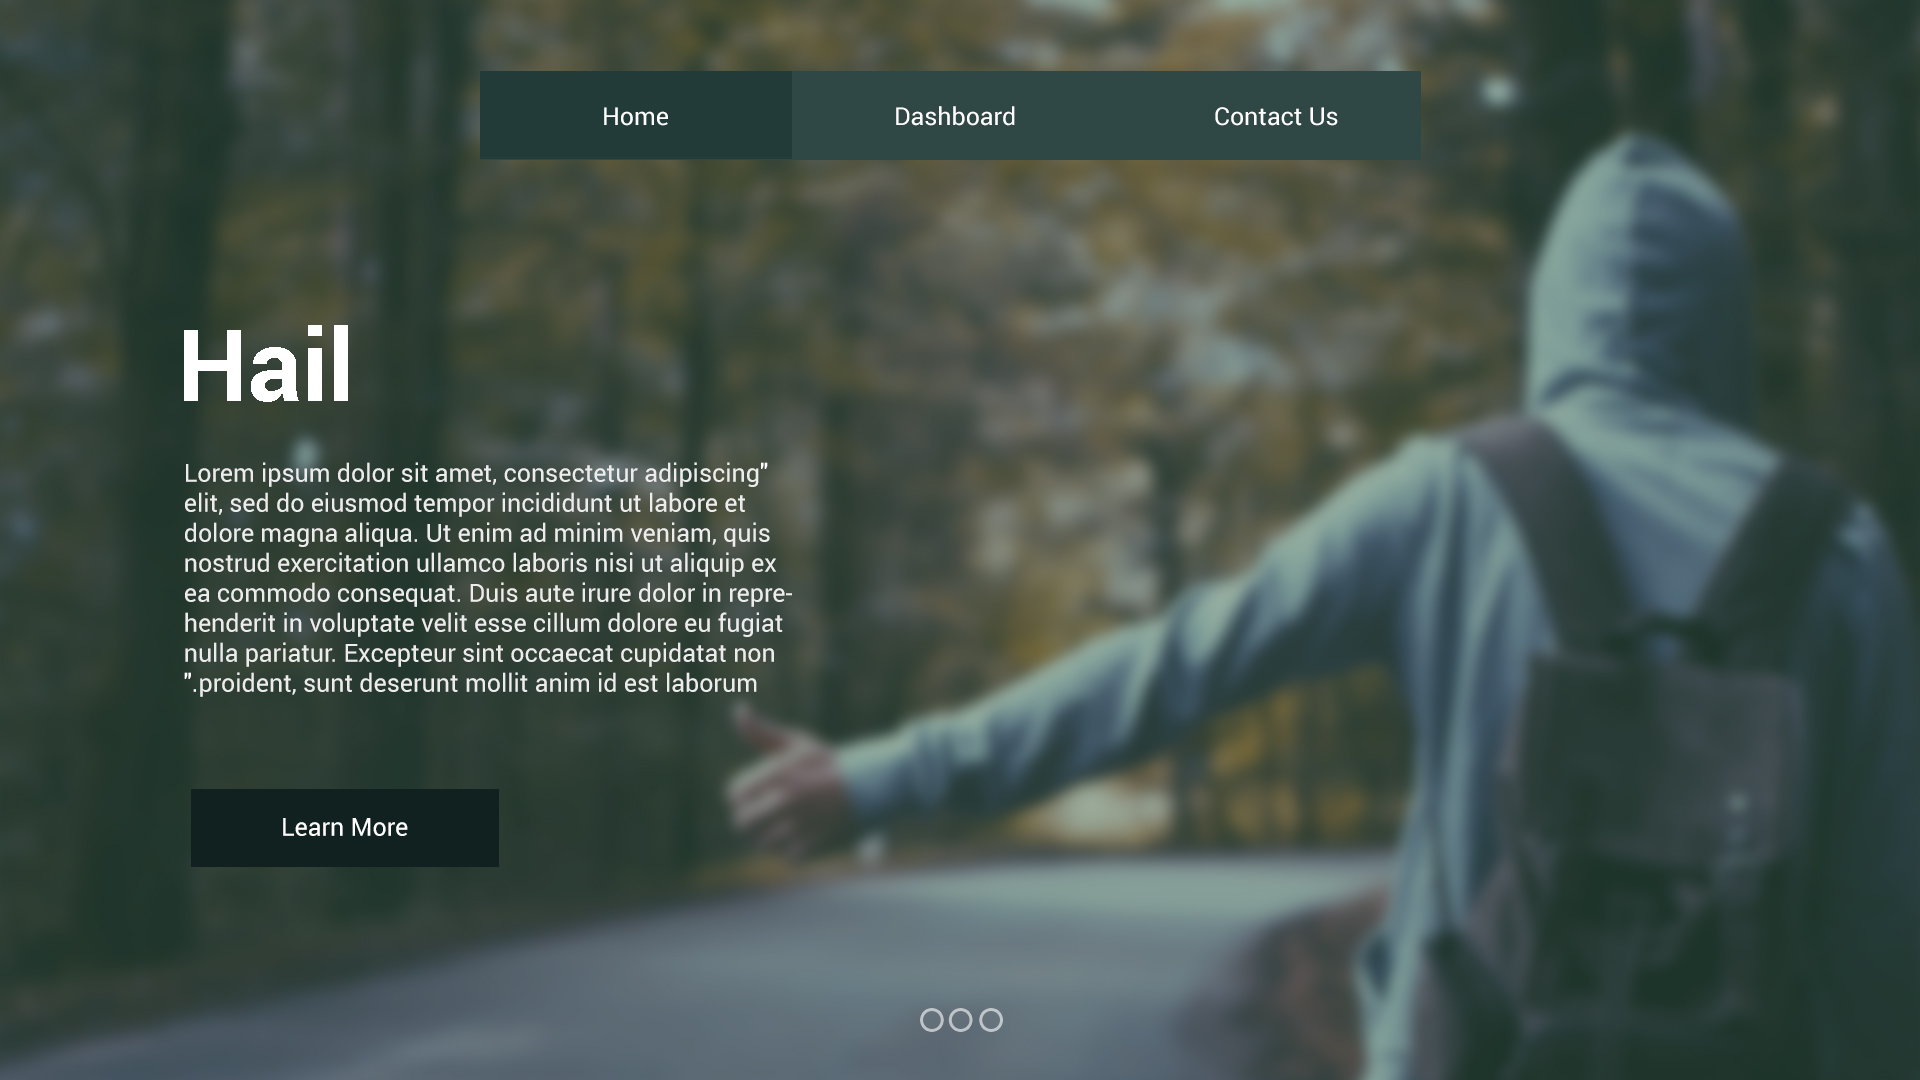 Home
Dashboard
Contact Us
Hail
Lorem ipsum dolor sit amet, consectetur adipiscing"
elit, sed do eiusmod tempor incididunt ut labore et
dolore magna aliqua. Ut enim ad minim veniam, quis
nostrud exercitation ullamco laboris nisi ut aliquip ex
ea commodo consequat. Duis aute irure dolor in repre-
henderit in voluptate velit esse cillum dolore eu fugiat
nulla pariatur. Excepteur sint occaecat cupidatat non
".proident, sunt deserunt mollit anim id est laborum
Learn More